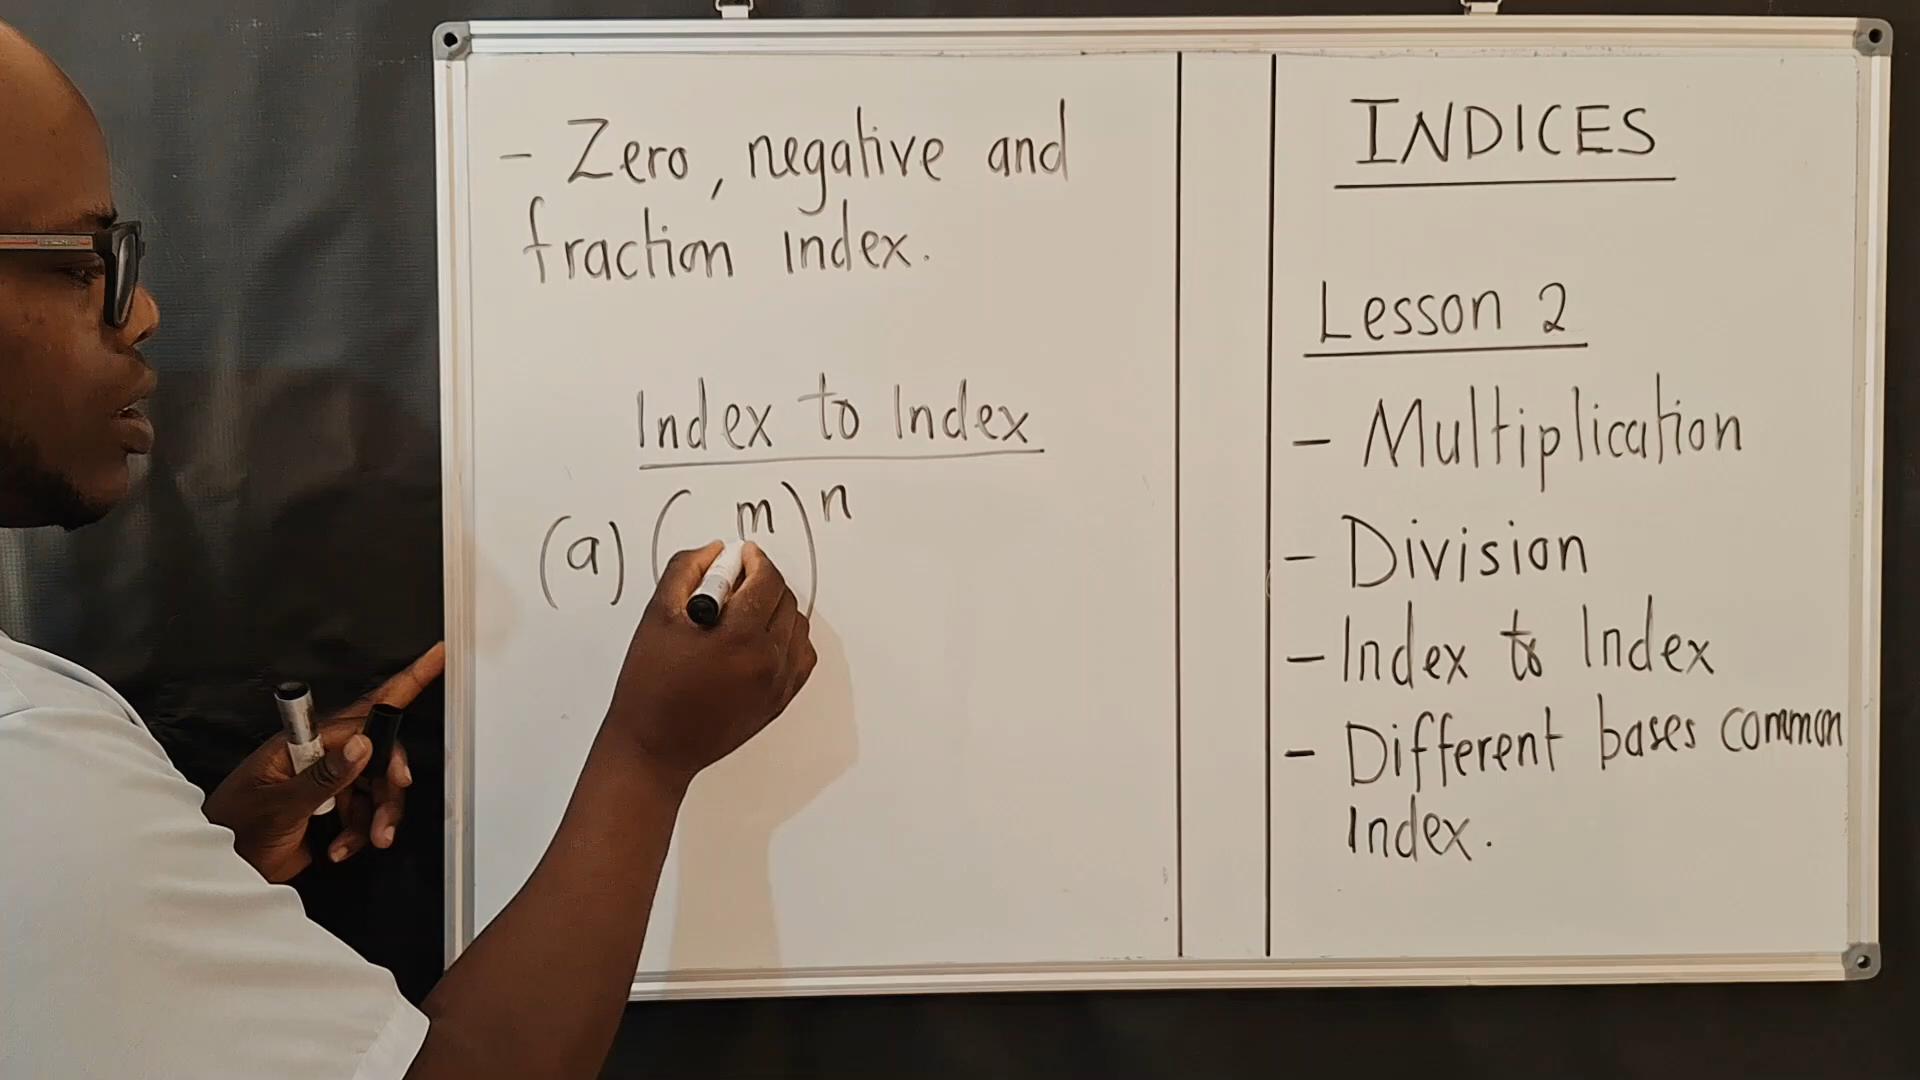 - Zero, negative and
fraction index.
Index to Index
(a) ( m)n
INDICES
Lesson 2
- Multiplication
- Division
- Index to Index
- Different bases common
index.